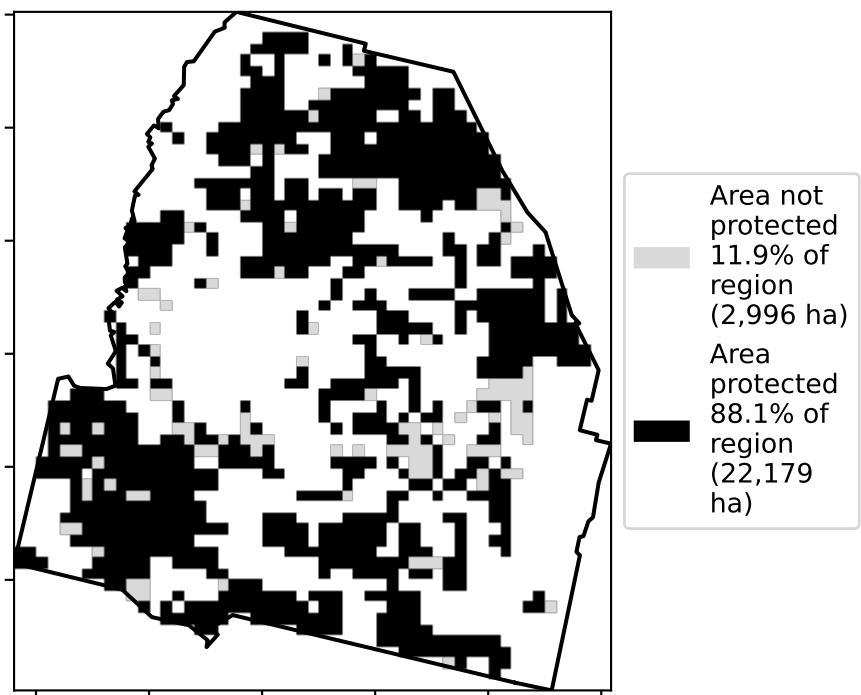 Area not
protected
11.9% of
region
(2,996 ha)
Area
protected
88.1% of
region
(22,179
ha)